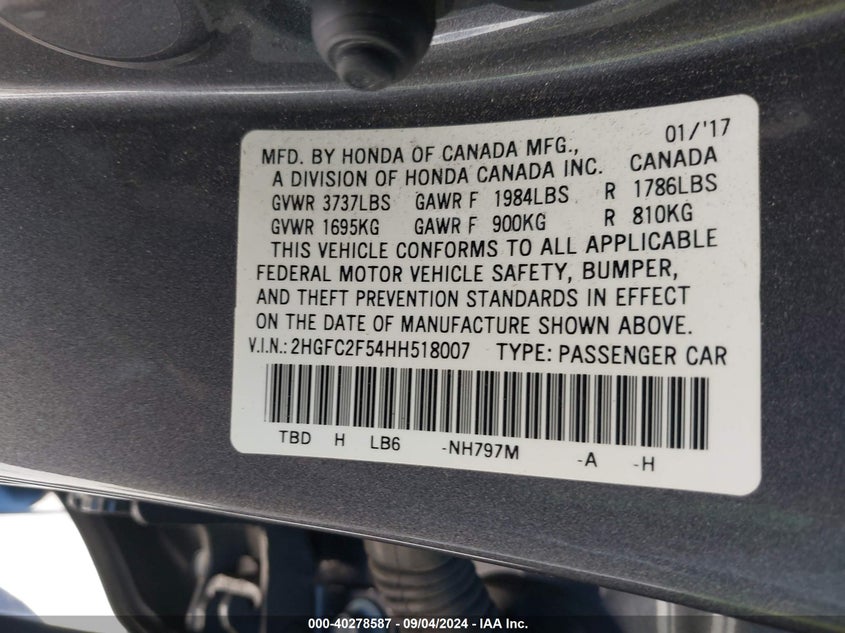 01/'17
MFD. BY HONDA OF CANADA MFG.,
A DIVISION OF HONDA CANADA INC. CANADA
GVWR 3737LBS GAWR F 1984LBS R 1786LBS
GVWR 1695KG GAWR F 900KG R 810KG
THIS VEHICLE CONFORMS TO ALL APPLICABLE
FEDERAL MOTOR VEHICLE SAFETY, BUMPER,
AND THEFT PREVENTION STANDARDS IN EFFECT
ON THE DATE OF MANUFACTURE SHOWN ABOVE.
V.I.N.: 2HGFC2F54HH518007 TYPE: PASSENGER CAR
TBD H LB6 -NH797M -A -H
000-40278587 - 09/04/2024 - IAA Inc.